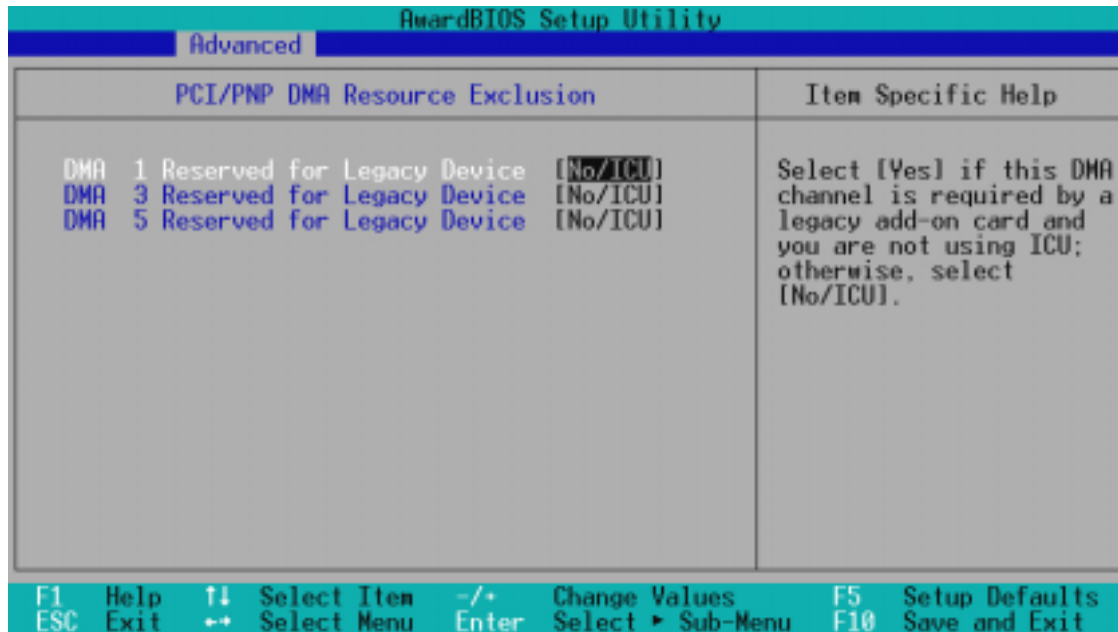 AwardBIOS Setup Utility
Advanced
PCI/PNP DMA Resource Exclusion
DMA 1 Reserved for Legacy Device [No/ICU]
DMA 3 Reserved for Legacy Device [No/ICU]
DMA 5 Reserved for Legacy Device [No/ICU]
Item Specific Help
Select [Yes] if this DMA
channel is required by a
legacy add-on card and
you are not using ICU;
otherwise, select
[No/ICU].
F1 Help ↑↓ Select Item -/+ Change Values F5 Setup Defaults
ESC Exit ←→ Select Menu Enter Select ► Sub-Menu F10 Save and Exit